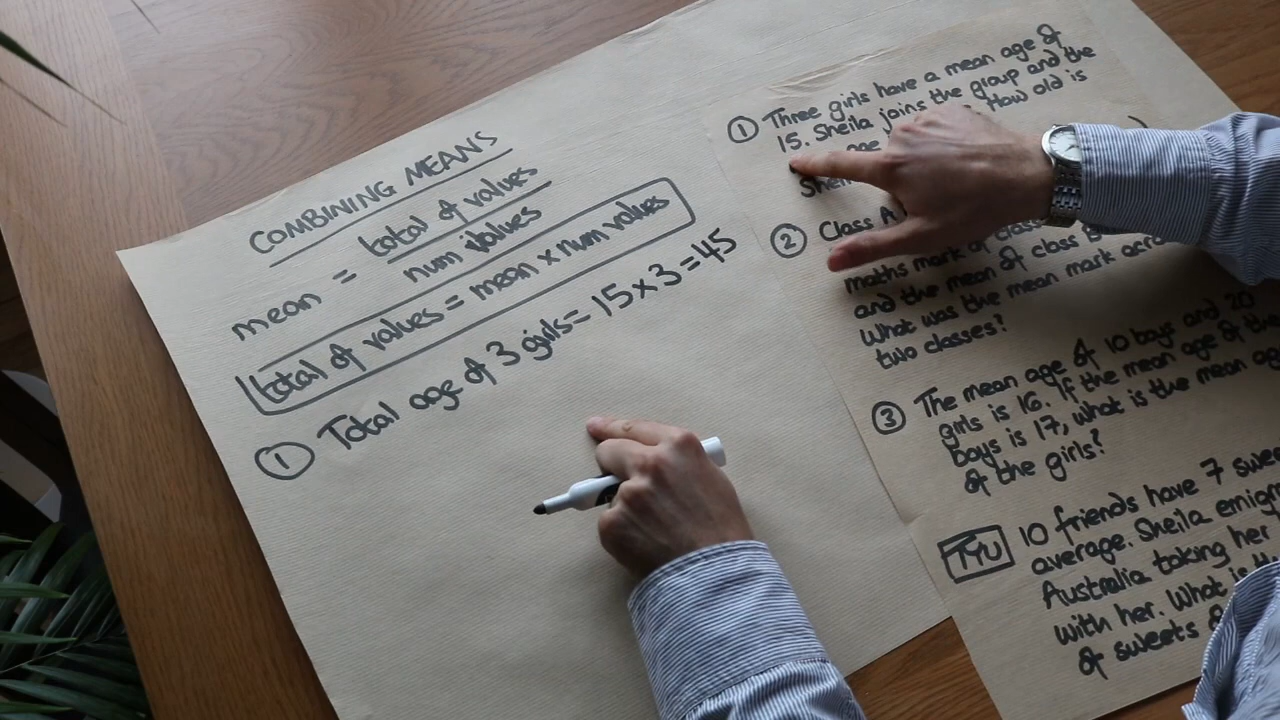 COMBINING MEANS
mean = total of values
num values
total of values = mean x num values
① Total age of 3 girls = 15 x 3 = 45
① Three girls have a mean age of
15. Sheila joins the group and the
age How old is
② Class A
maths mark of class
and the mean of class B
What was the mean mark
two classes?
③ The mean age of 10 boys and 20
girls is 16. If the mean age of the
boys is 17, what is the mean
of the girls?
TYU 10 friends have 7
average. Sheila
Australia taking her
with her. What is
of sweets